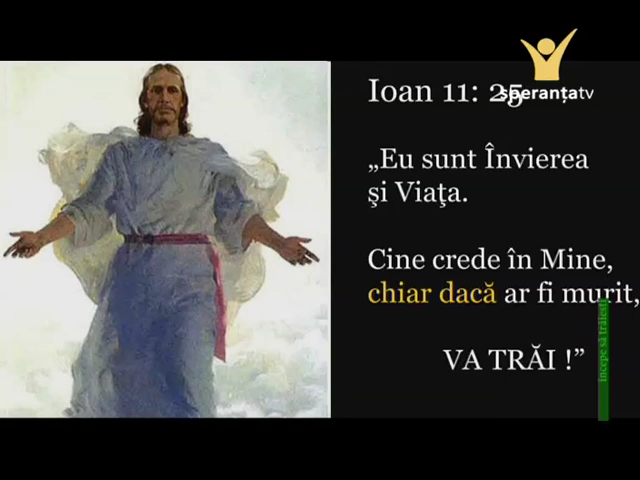 Ioan 11: 25
speranțatv
„Eu sunt Învierea
şi Viaţa.
Cine crede în Mine,
chiar dacă ar fi murit,
VA TRĂI !”
începe să trăiești